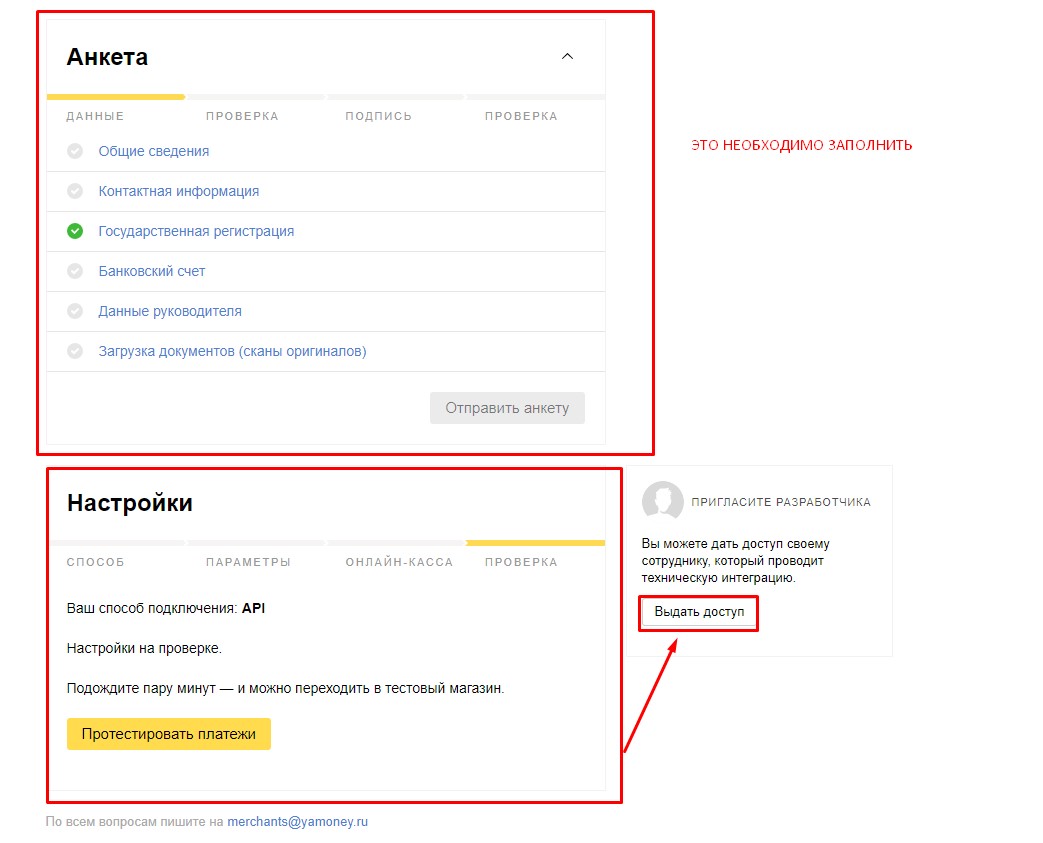 Анкета
ДАННЫЕ ПРОВЕРКА ПОДПИСЬ ПРОВЕРКА
Общие сведения
ЭТО НЕОБХОДИМО ЗАПОЛНИТЬ
Контактная информация
Государственная регистрация
Банковский счет
Данные руководителя
Загрузка документов (сканы оригиналов)
Отправить анкету
Настройки
СПОСОБ ПАРАМЕТРЫ ОНЛАЙН-КАССА ПРОВЕРКА
Ваш способ подключения: API
Настройки на проверке.
Подождите пару минут — и можно переходить в тестовый магазин.
Протестировать платежи
ПРИГЛАСИТЕ РАЗРАБОТЧИКА
Вы можете дать доступ своему
сотруднику, который проводит
техническую интеграцию.
Выдать доступ
По всем вопросам пишите на merchants@yamoney.ru